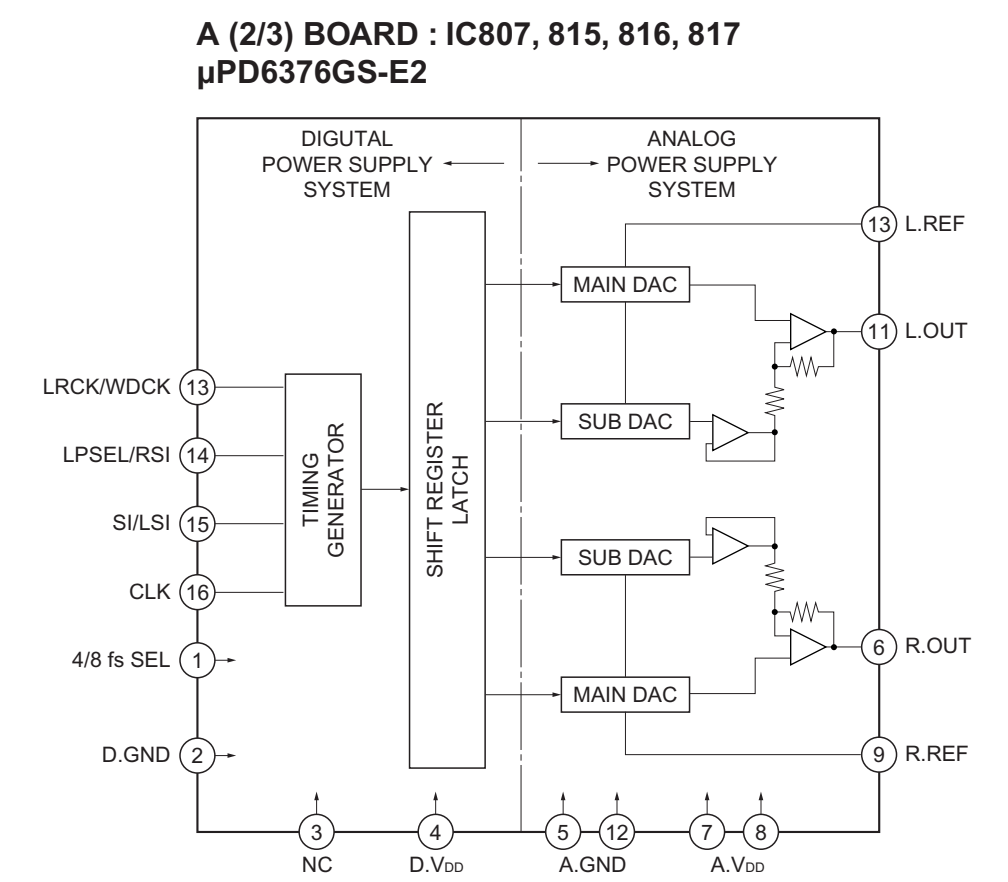 A (2/3) BOARD : IC807, 815, 816, 817
µPD6376GS-E2
DIGUTAL
POWER SUPPLY
SYSTEM
ANALOG
POWER SUPPLY
SYSTEM
13 L.REF
MAIN DAC
11 L.OUT
LRCK/WDCK 13
SUB DAC
LPSEL/RSI 14
TIMING
GENERATOR
SHIFT REGISTER
LATCH
SI/LSI 15
SUB DAC
CLK 16
4/8 fs SEL 1
6 R.OUT
MAIN DAC
D.GND 2
9 R.REF
3 4 5 12 7 8
NC D.VDD A.GND A.VDD